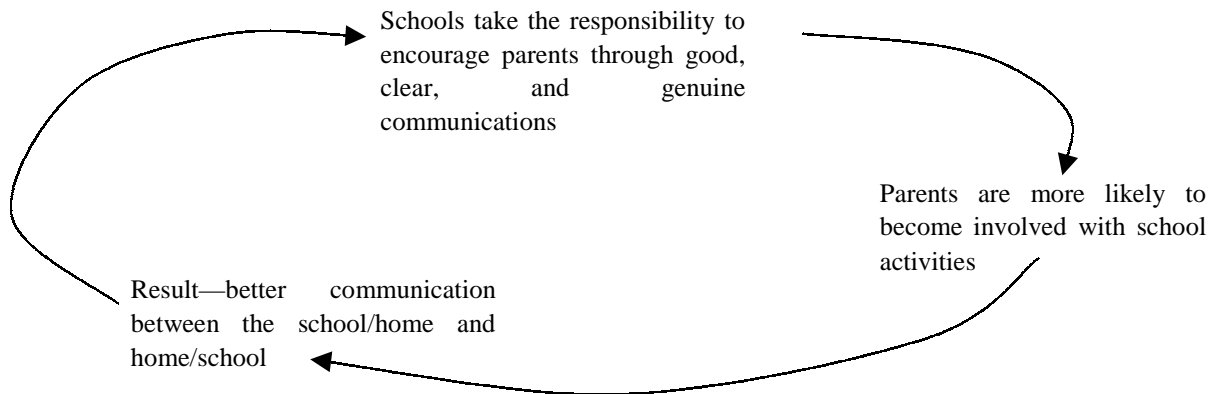 Schools take the responsibility to
encourage parents through good,
clear, and genuine
communications
Parents are more likely to
become involved with school
activities
Result—better communication
between the school/home and
home/school